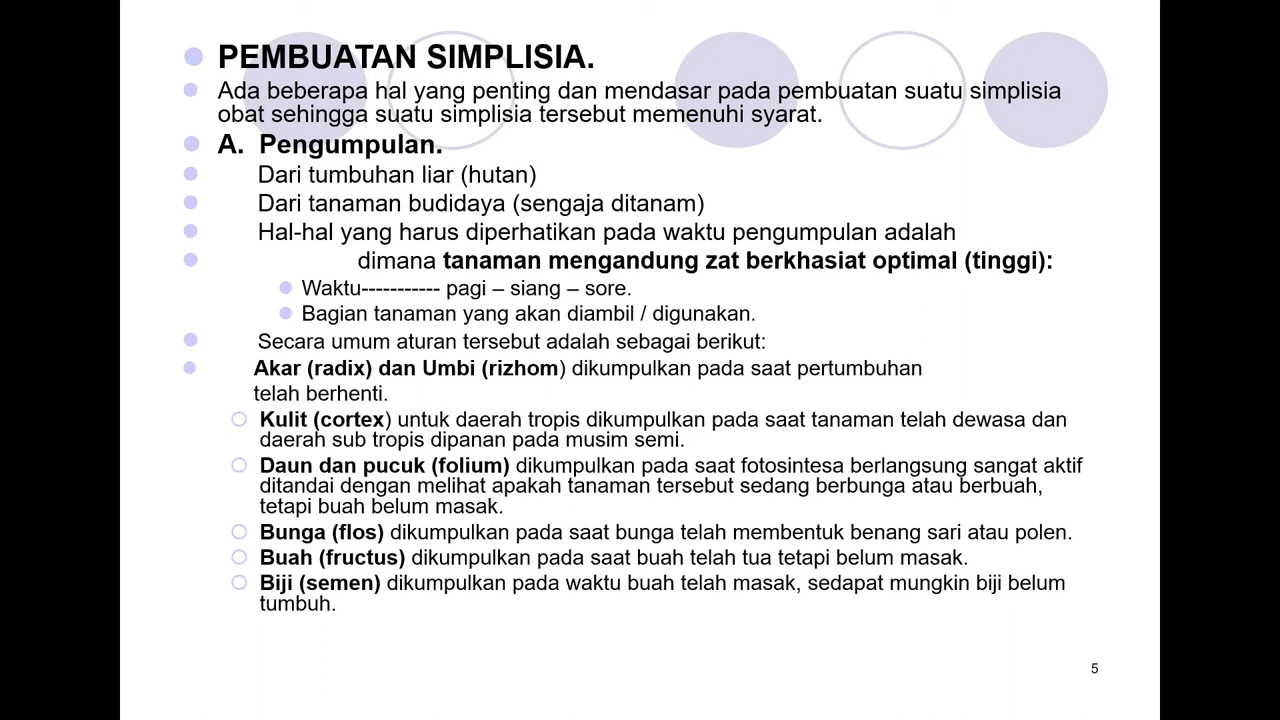 PEMBUATAN SIMPLISIA.
Ada beberapa hal yang penting dan mendasar pada pembuatan suatu simplisia
obat sehingga suatu simplisia tersebut memenuhi syarat.
A. Pengumpulan.
Dari tumbuhan liar (hutan)
Dari tanaman budidaya (sengaja ditanam)
Hal-hal yang harus diperhatikan pada waktu pengumpulan adalah
dimana tanaman mengandung zat berkhasiat optimal (tinggi):
Waktu----------- pagi – siang – sore.
Bagian tanaman yang akan diambil / digunakan.
Secara umum aturan tersebut adalah sebagai berikut:
Akar (radix) dan Umbi (rizhom) dikumpulkan pada saat pertumbuhan
telah berhenti.
Kulit (cortex) untuk daerah tropis dikumpulkan pada saat tanaman telah dewasa dan
daerah sub tropis dipanan pada musim semi.
Daun dan pucuk (folium) dikumpulkan pada saat fotosintesa berlangsung sangat aktif
ditandai dengan melihat apakah tanaman tersebut sedang berbunga atau berbuah,
tetapi buah belum masak.
Bunga (flos) dikumpulkan pada saat bunga telah membentuk benang sari atau polen.
Buah (fructus) dikumpulkan pada saat buah telah tua tetapi belum masak.
Biji (semen) dikumpulkan pada waktu buah telah masak, sedapat mungkin biji belum
tumbuh.
5